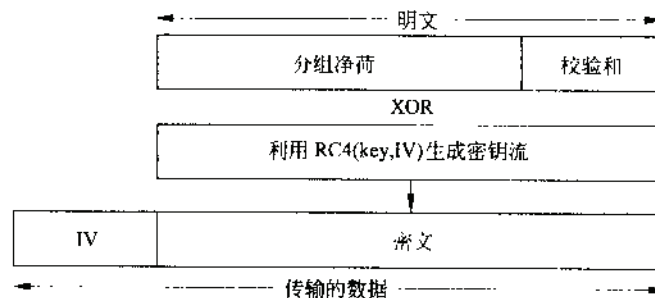 明文
分组净荷 校验和
XOR
利用 RC4(key,IV)生成密钥流
IV 密文
传输的数据